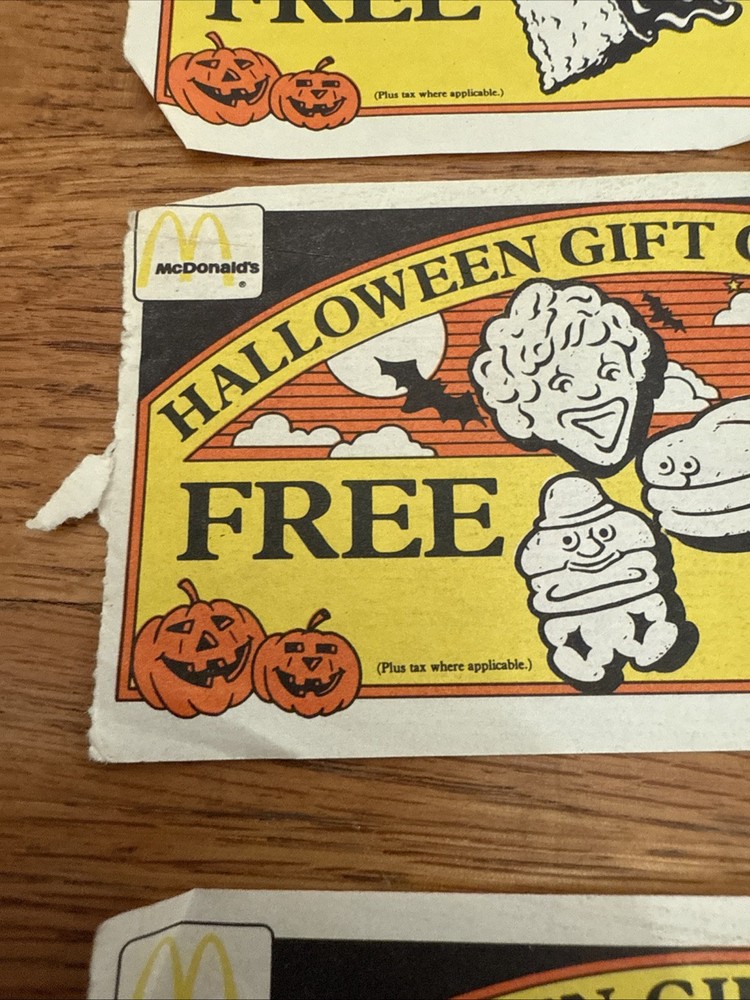 FREE
(Plus tax where applicable.)
McDonald's®
HALLOWEEN GIFT
FREE
(Plus tax where applicable.)